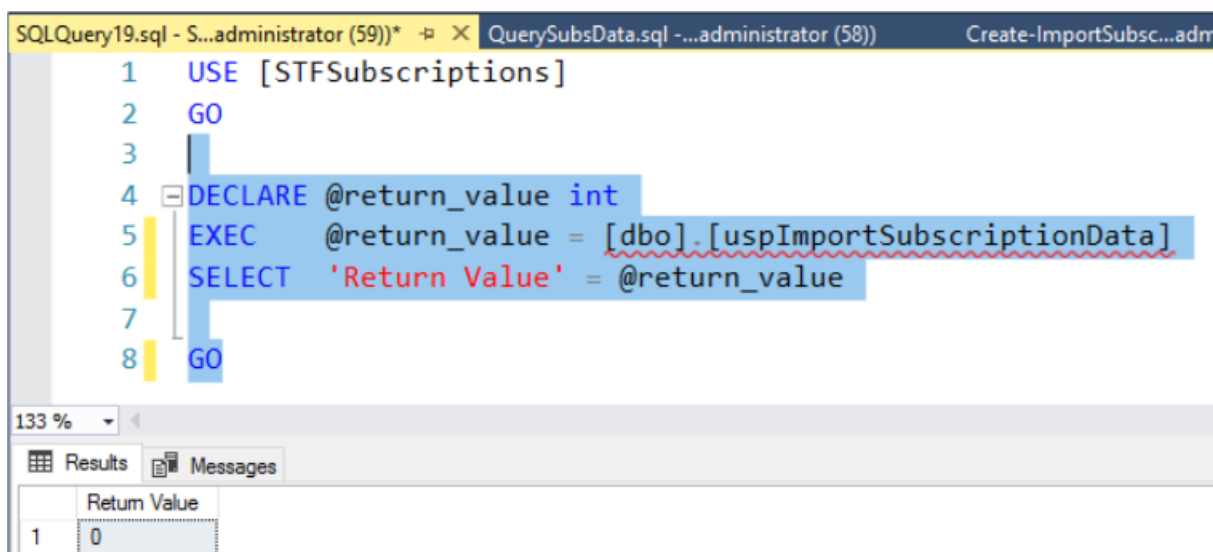 SQLQuery19.sql - S...administrator (59))* QuerySubsData.sql -...administrator (58)) Create-ImportSubsc...adm
1 USE [STFSubscriptions]
2 GO
3
4 DECLARE @return_value int
5 EXEC @return_value = [dbo].[uspImportSubscriptionData]
6 SELECT 'Return Value' = @return_value
7
8 GO
133 %
Results Messages
Return Value
1 0